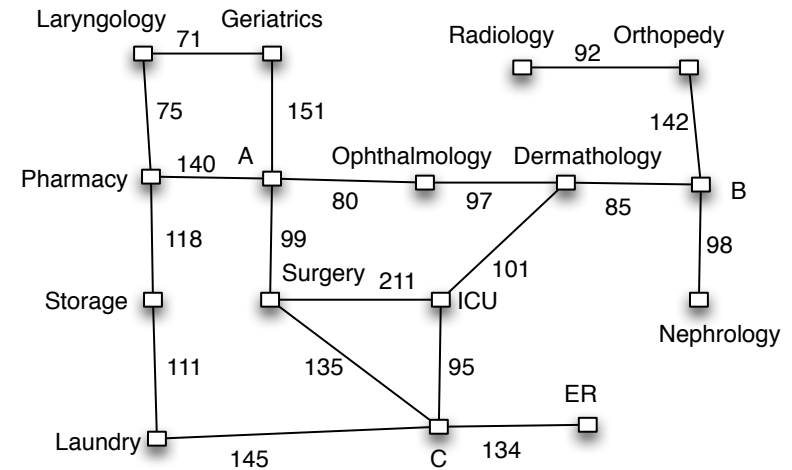 Laryngology
71
Geriatrics
Radiology
92
Orthopedy
75
151
142
Pharmacy
140
A
Ophthalmology
Dermathology
80
97
85
B
118
99
101
98
Storage
Surgery
211
ICU
Nephrology
111
135
95
ER
Laundry
145
C
134